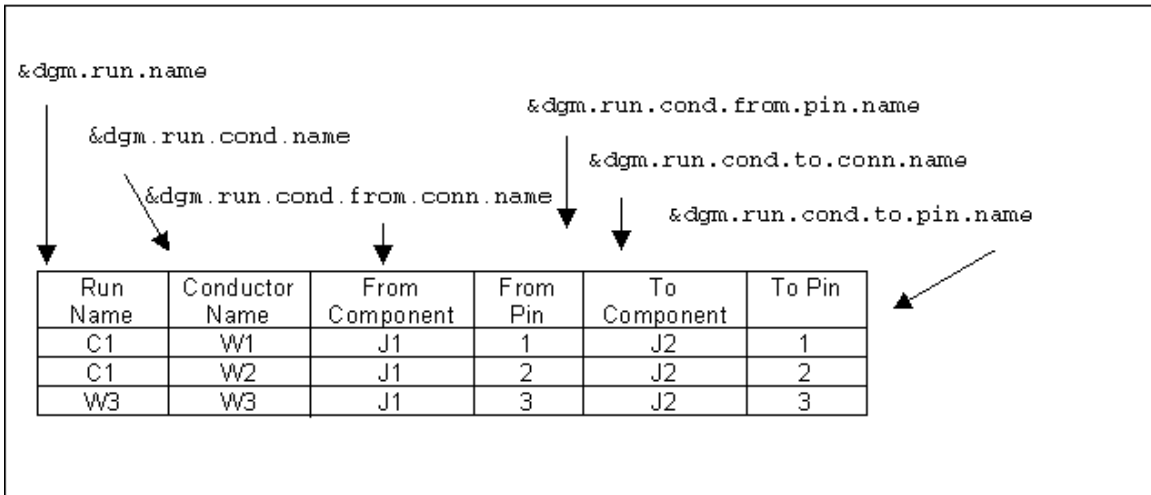 &dgm.run.name
&dgm.run.cond.from.pin.name
&dgm.run.cond.name
&dgm.run.cond.to.conn.name
&dgm.run.cond.from.conn.name
&dgm.run.cond.to.pin.name
Run Name Conductor Name From Component From Pin To Component To Pin
C1 W1 J1 1 J2 1
C1 W2 J1 2 J2 2
W3 W3 J1 3 J2 3